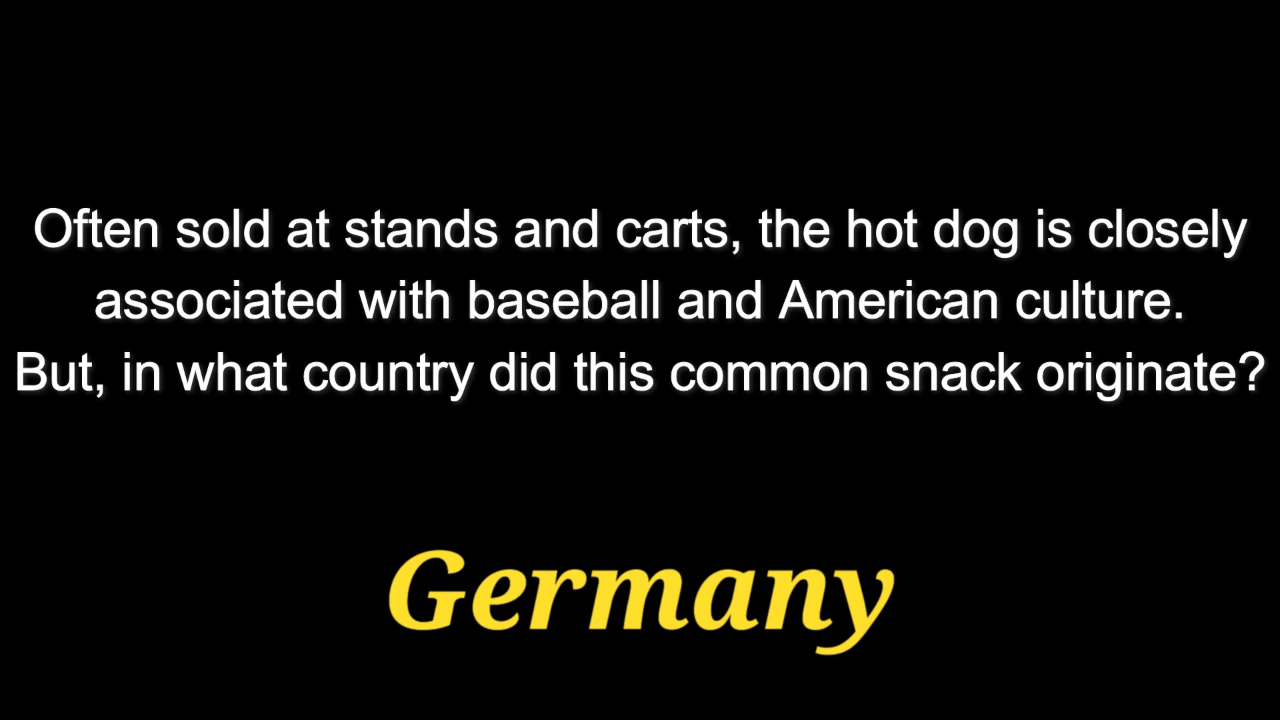 Often sold at stands and carts, the hot dog is closely
associated with baseball and American culture.
But, in what country did this common snack originate?
Germany